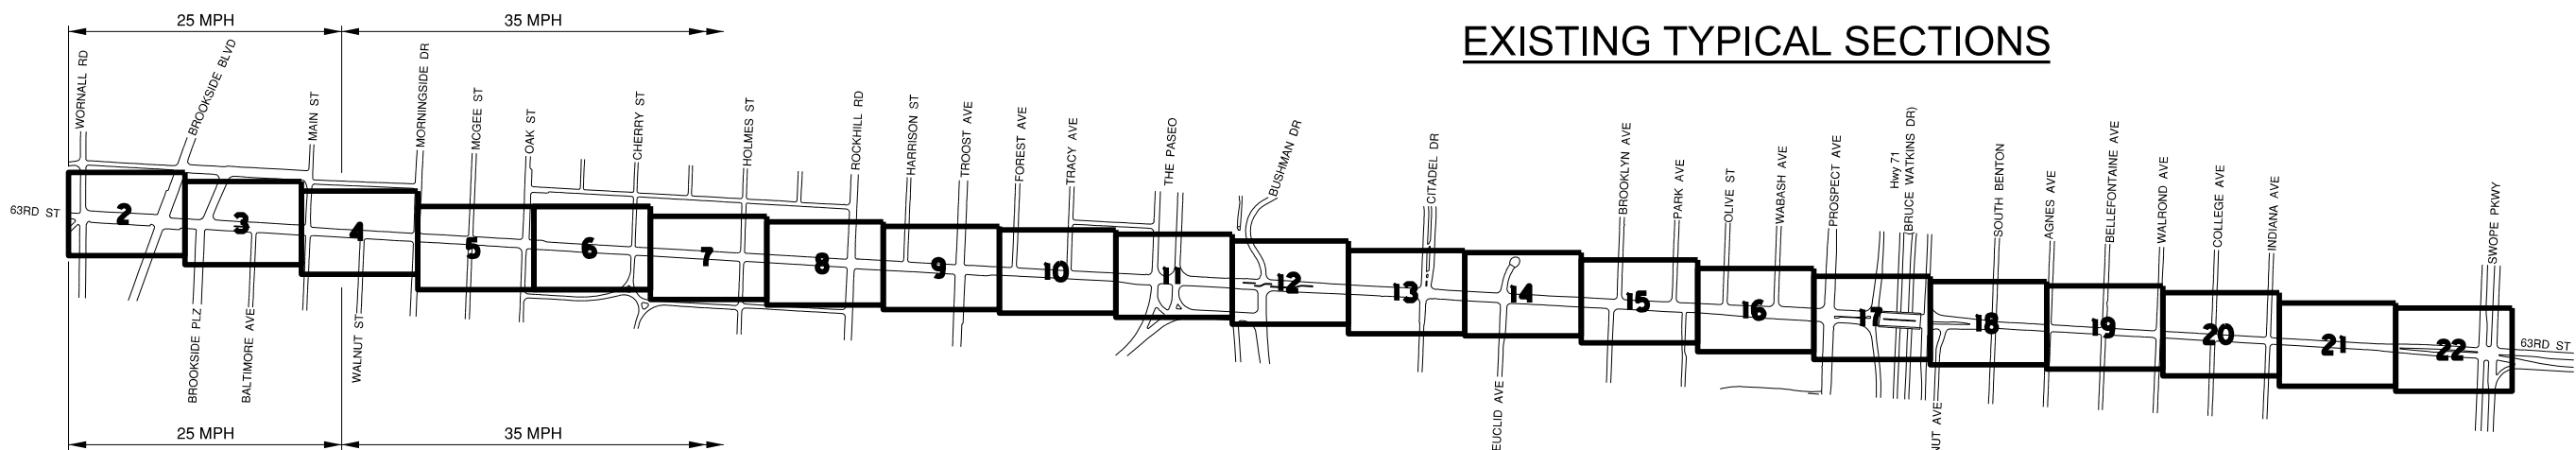 25 MPH
35 MPH
EXISTING TYPICAL SECTIONS
WORNALL RD
BROOKSIDE BLVD
MAIN ST
MORNINGSIDE DR
MCGEE ST
OAK ST
CHERRY ST
HOLMES ST
ROCKHILL RD
HARRISON ST
TROOST AVE
FOREST AVE
TRACY AVE
THE PASEO
BUSHMAN DR
CITADEL DR
BROOKLYN AVE
PARK AVE
OLIVE ST
WABASH AVE
PROSPECT AVE
Hwy 71
(BRUCE WATKINS DR)
SOUTH BENTON
AGNES AVE
BELLEFONTAINE AVE
WALROND AVE
COLLEGE AVE
INDIANA AVE
SWOPE PKWY
63RD ST
2
3
4
5
6
7
8
9
10
11
12
13
14
15
16
17
18
19
20
21
22
63RD ST
BROOKSIDE PLZ
BALTIMORE AVE
WALNUT ST
EUCLID AVE
NUT AVE
25 MPH
35 MPH